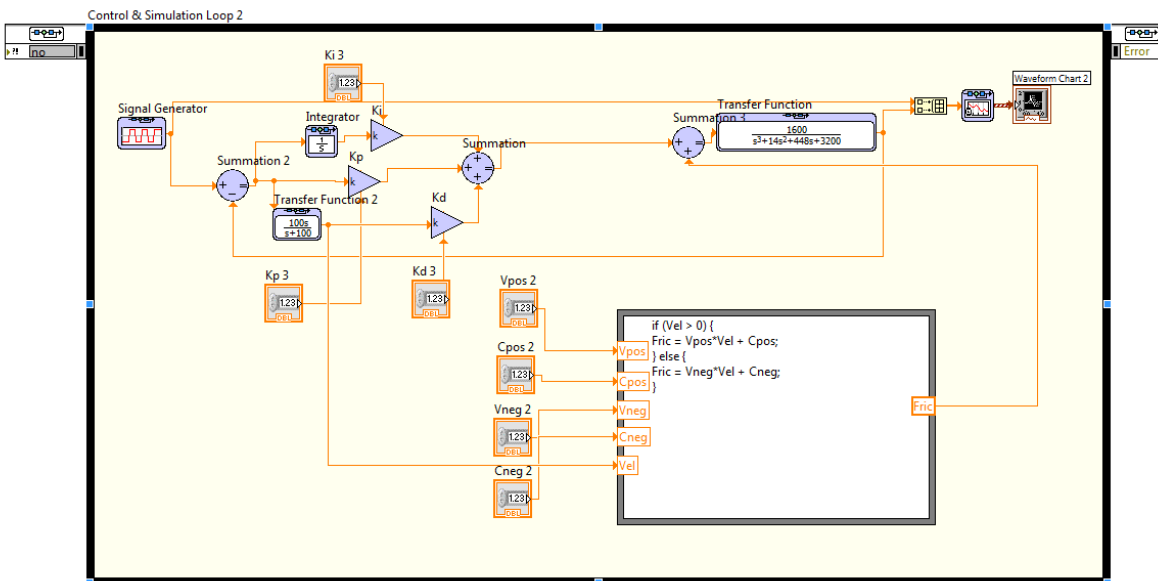 Control & Simulation Loop 2
?! no
Error
Ki 3
1.23
DBL
Signal Generator
Integrator
1
s
Ki
k
Summation 2
+
−
=
Kp
k
Summation
+
+
+
=
Transfer Function 2
100s
s+100
Kd
k
Summation 3
+
+
=
Transfer Function
1600
s³+14s²+448s+3200
Waveform Chart 2
Kp 3
1.23
DBL
Kd 3
1.23
DBL
Vpos 2
1.23
DBL
Cpos 2
1.23
DBL
Vneg 2
1.23
DBL
Cneg 2
1.23
DBL
Vpos
Cpos
Vneg
Cneg
Vel
if (Vel > 0) {
Fric = Vpos*Vel + Cpos;
} else {
Fric = Vneg*Vel + Cneg;
}
Fric